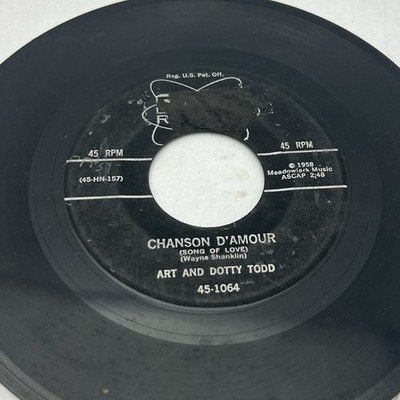 Reg. U.S. Pat. Off.
45 RPM
45 RPM
(45-HN-157)
© 1958
Meadowlark Music
ASCAP 2:48
CHANSON D'AMOUR
(SONG OF LOVE)
(Wayne Shanklin)
ART AND DOTTY TODD
45-1064